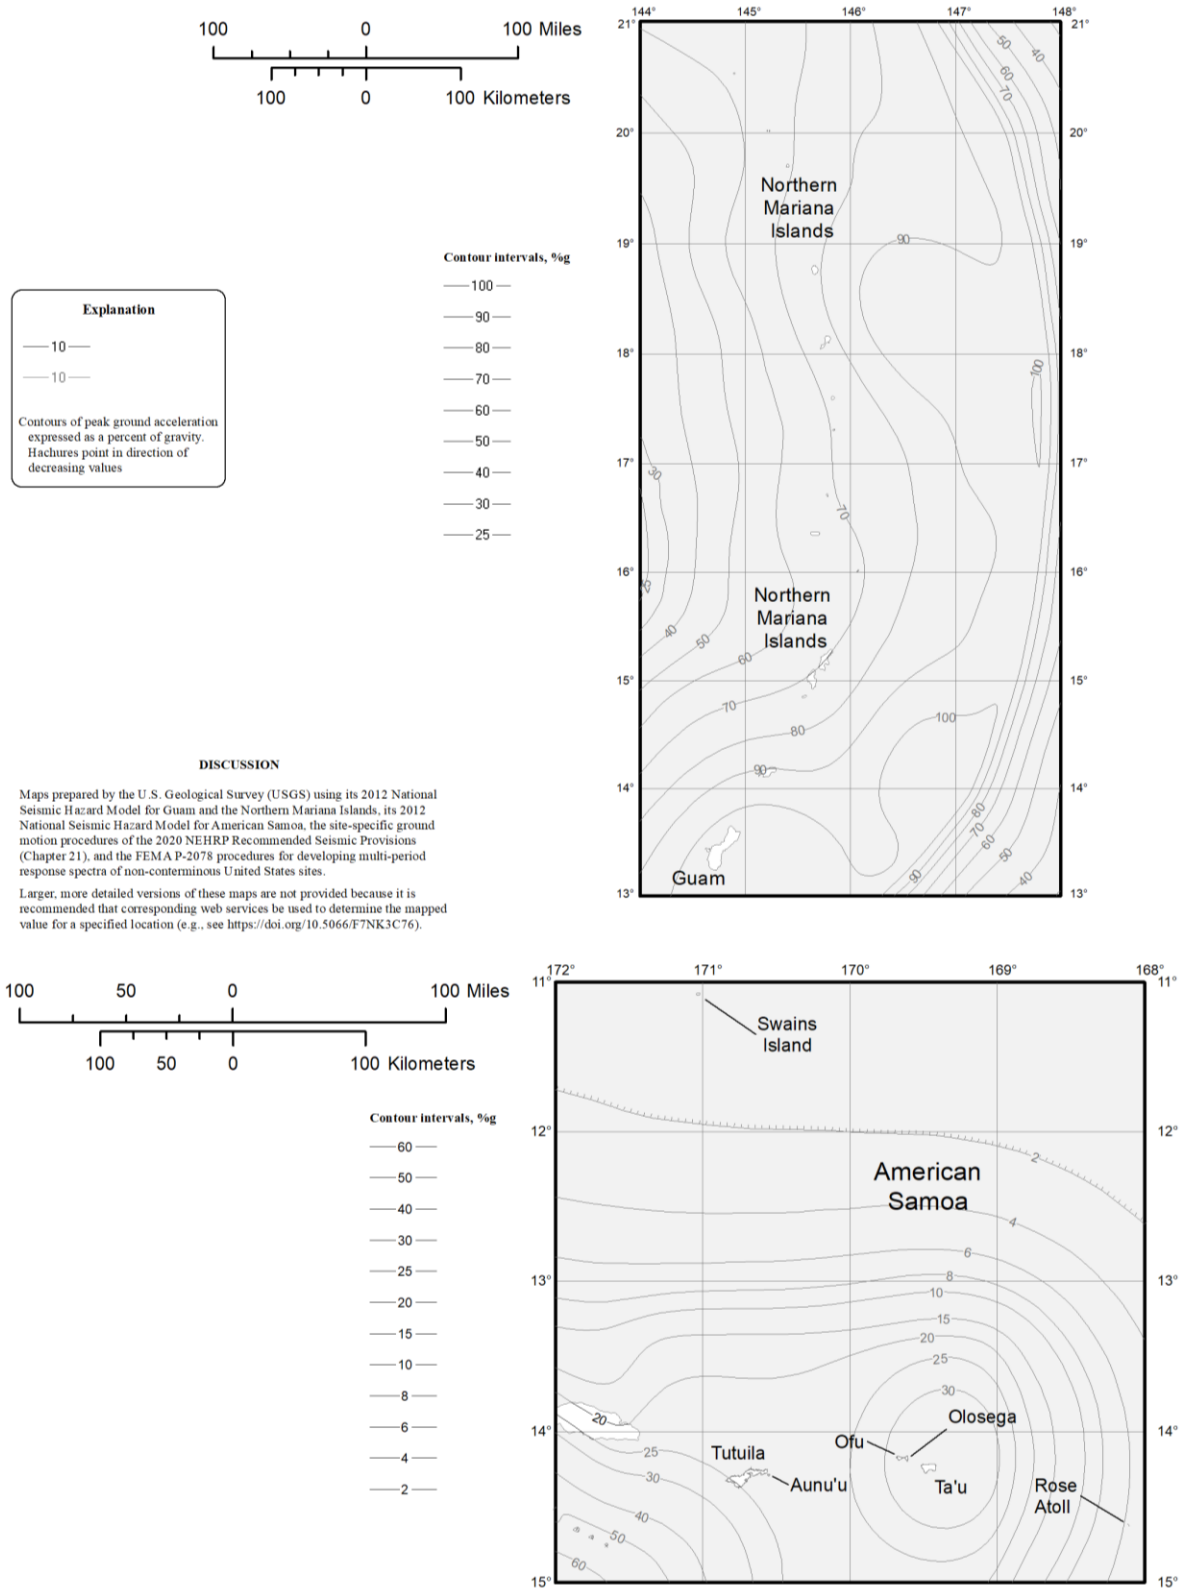 100 0 100 Miles
100 0 100 Kilometers
Explanation
10
10
Contours of peak ground acceleration
expressed as a percent of gravity.
Hachures point in direction of
decreasing values
Contour intervals, %g
100
90
80
70
60
50
40
30
25
144° 145° 146° 147° 148°
21° 21°
50
40
60
70
20° 20°
Northern
Mariana
Islands
19° 90 19°
18° 18°
100
17° 17°
30
70
16° 16°
25
Northern
Mariana
Islands
40
50
60
15° 15°
70
100
80
90
14° 14°
80
70
60
50
90
40
Guam
13° 13°
DISCUSSION
Maps prepared by the U.S. Geological Survey (USGS) using its 2012 National
Seismic Hazard Model for Guam and the Northern Mariana Islands, its 2012
National Seismic Hazard Model for American Samoa, the site-specific ground
motion procedures of the 2020 NEHRP Recommended Seismic Provisions
(Chapter 21), and the FEMA P-2078 procedures for developing multi-period
response spectra of non-conterminous United States sites.
Larger, more detailed versions of these maps are not provided because it is
recommended that corresponding web services be used to determine the mapped
value for a specified location (e.g., see https://doi.org/10.5066/F7NK3C76).
100 50 0 100 Miles
100 50 0 100 Kilometers
Contour intervals, %g
60
50
40
30
25
20
15
10
8
6
4
2
172° 171° 170° 169° 168°
11° 11°
Swains
Island
12° 12°
2
American
Samoa
4
6
8
13° 13°
10
15
20
25
30
Olosega
20
14° 14°
Ofu
25
Tutuila
30
Aunu'u
Ta'u
Rose
Atoll
40
50
60
15° 15°